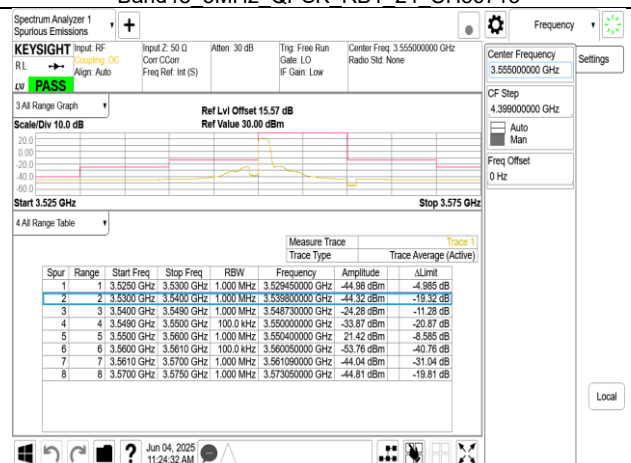 Spectrum Analyzer 1
Spurious Emissions
Frequency
KEYSIGHT
Input: RF
Coupling: DC
Align: Auto
Input Z: 50 Ω
Corr CCorr
Freq Ref: Int (S)
Atten: 30 dB
Trig: Free Run
Gate: LO
IF Gain: Low
Center Freq: 3.555000000 GHz
Radio Std: None
RL
LXI
PASS
Center Frequency
3.555000000 GHz
Settings
CF Step
4.399000000 GHz
Auto
Man
Freq Offset
0 Hz
3 All Range Graph
Scale/Div 10.0 dB
Ref Lvl Offset 15.57 dB
Ref Value 30.00 dBm
20.0
0.00
-20.0
-40.0
-60.0
Start 3.525 GHz
Stop 3.575 GHz
4 All Range Table
Measure Trace Trace 1
Trace Type Trace Average (Active)
Spur Range Start Freq Stop Freq RBW Frequency Amplitude ΔLimit
1 1 3.5250 GHz 3.5300 GHz 1.000 MHz 3.529450000 GHz -44.98 dBm -4.985 dB
2 2 3.5300 GHz 3.5400 GHz 1.000 MHz 3.539800000 GHz -44.32 dBm -19.32 dB
3 3 3.5400 GHz 3.5490 GHz 1.000 MHz 3.548730000 GHz -24.28 dBm -11.28 dB
4 4 3.5490 GHz 3.5500 GHz 100.0 kHz 3.550000000 GHz -33.87 dBm -20.87 dB
5 5 3.5500 GHz 3.5600 GHz 1.000 MHz 3.550400000 GHz 21.42 dBm -8.585 dB
6 6 3.5600 GHz 3.5610 GHz 100.0 kHz 3.560050000 GHz -53.76 dBm -40.76 dB
7 7 3.5610 GHz 3.5700 GHz 1.000 MHz 3.561090000 GHz -44.04 dBm -31.04 dB
8 8 3.5700 GHz 3.5750 GHz 1.000 MHz 3.573050000 GHz -44.81 dBm -19.81 dB
Local
Jun 04, 2025
11:24:32 AM